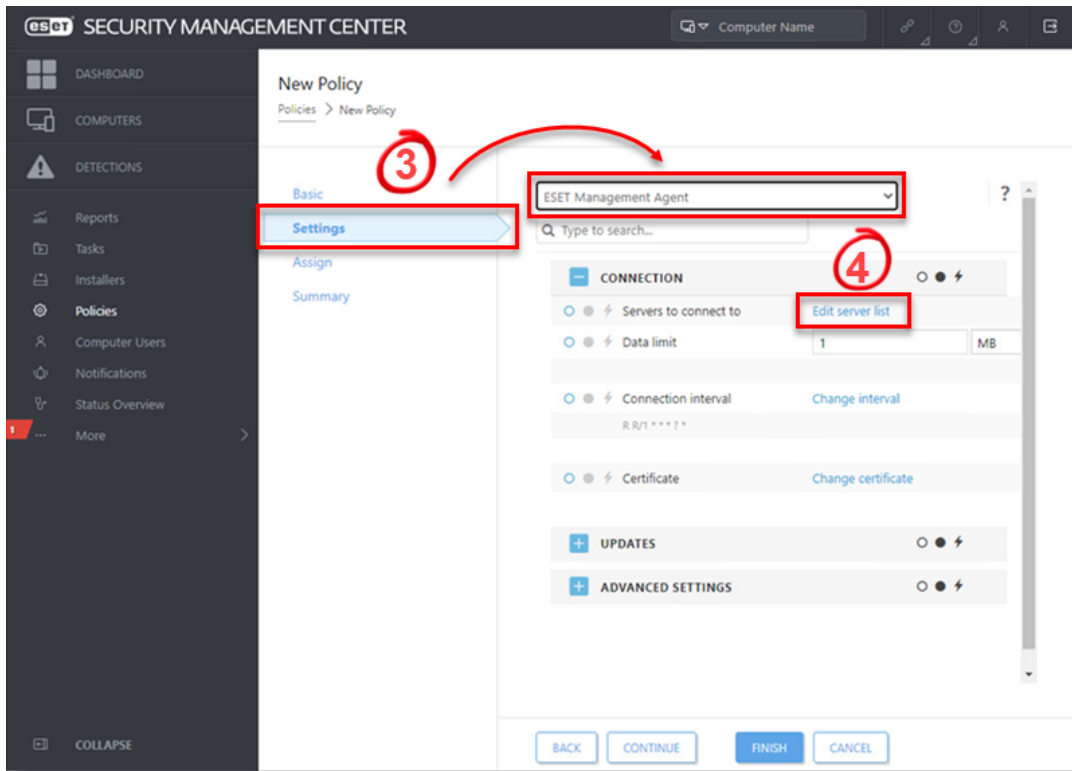 eset SECURITY MANAGEMENT CENTER
Computer Name
DASHBOARD
COMPUTERS
DETECTIONS
Reports
Tasks
Installers
Policies
Computer Users
Notifications
Status Overview
1
More
COLLAPSE
New Policy
Policies > New Policy
3
Basic
Settings
Assign
Summary
ESET Management Agent
?
Type to search...
4
CONNECTION
Servers to connect to Edit server list
Data limit 1 MB
Connection interval Change interval
R R/1 * * * ? *
Certificate Change certificate
UPDATES
ADVANCED SETTINGS
BACK CONTINUE FINISH CANCEL